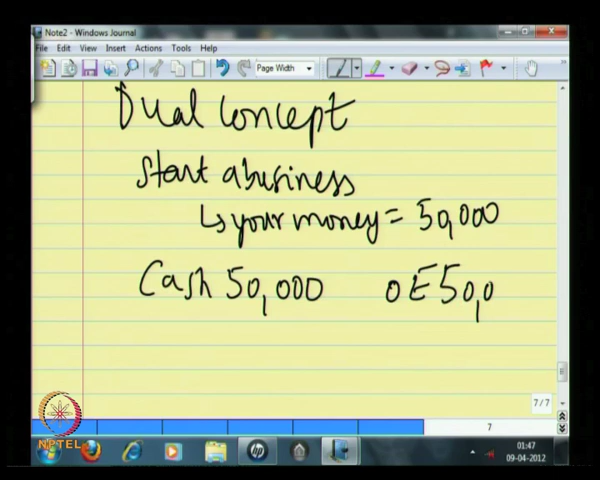 Note2 - Windows Journal
File Edit View Insert Actions Tools Help
Page Width
Dual Concept
Start a business
↳ your money = 50,000
Cash 50,000 OE 50,0
7/7
7
NPTEL
hp
01:47
09-04-2012